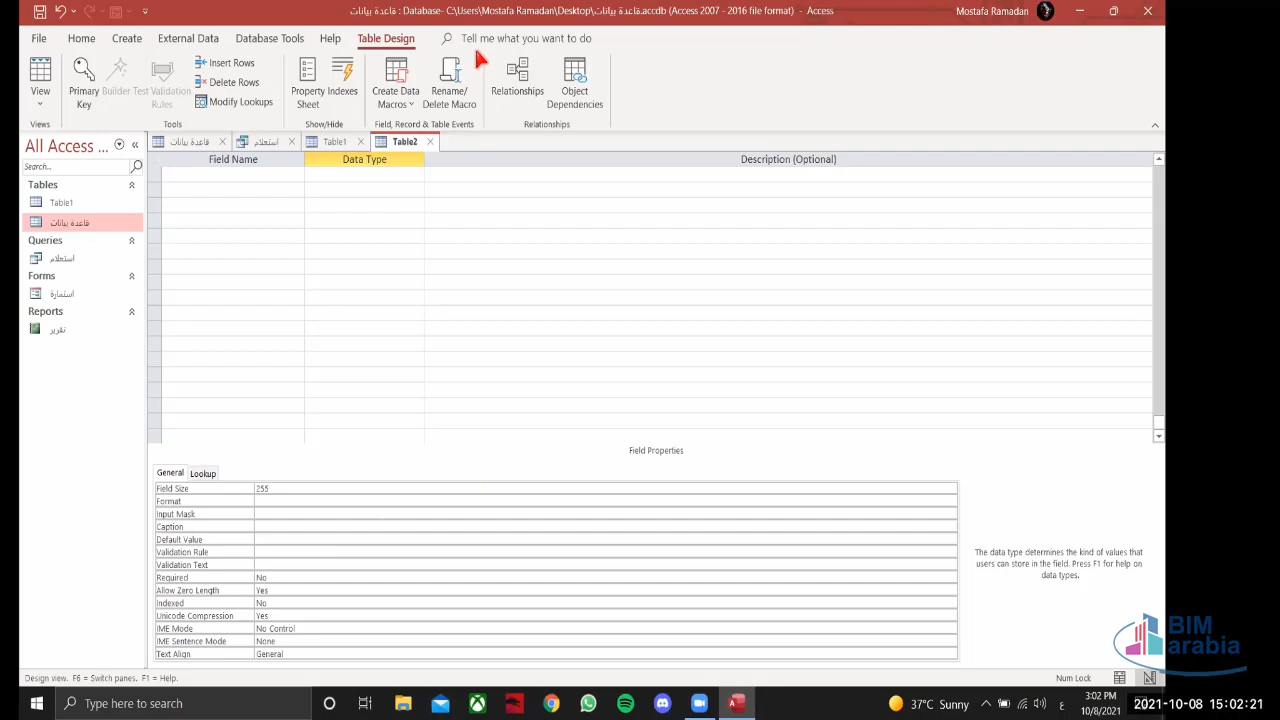 قاعدة بيانات : Database- C:\Users\Mostafa Ramadan\Desktop\قاعدة بيانات.accdb (Access 2007 - 2016 file format) - Access
Mostafa Ramadan
File Home Create External Data Database Tools Help Table Design Tell me what you want to do
View
Primary Key
Builder
Test Validation Rules
Insert Rows
Delete Rows
Modify Lookups
Property Sheet
Indexes
Create Data Macros
Rename/ Delete Macro
Relationships
Object Dependencies
Views
Tools
Show/Hide
Field, Record & Table Events
Relationships
All Access ...
Search...
Tables
Table1
قاعدة بيانات
Queries
استعلام
Forms
استمارة
Reports
تقرير
قاعدة بيانات
استعلام
Table1
Table2
Field Name Data Type Description (Optional)
Field Properties
General Lookup
Field Size 255
Format
Input Mask
Caption
Default Value
Validation Rule
Validation Text
Required No
Allow Zero Length Yes
Indexed No
Unicode Compression Yes
IME Mode No Control
IME Sentence Mode None
Text Align General
The data type determines the kind of values that
users can store in the field. Press F1 for help on
data types.
BIM
arabia
Design view. F6 = Switch panes. F1 = Help.
Num Lock
Type here to search
37°C Sunny
ع
3:02 PM
10/8/2021
2021-10-08 15:02:21